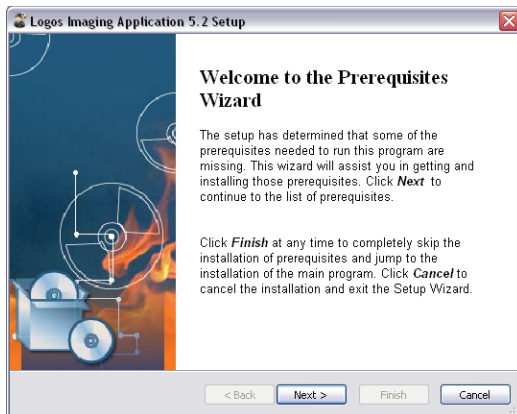 Logos Imaging Application 5.2 Setup
Welcome to the Prerequisites
Wizard
The setup has determined that some of the
prerequisites needed to run this program are
missing. This wizard will assist you in getting and
installing those prerequisites. Click Next to
continue to the list of prerequisites.
Click Finish at any time to completely skip the
installation of prerequisites and jump to the
installation of the main program. Click Cancel to
cancel the installation and exit the Setup Wizard.
< Back Next > Finish Cancel